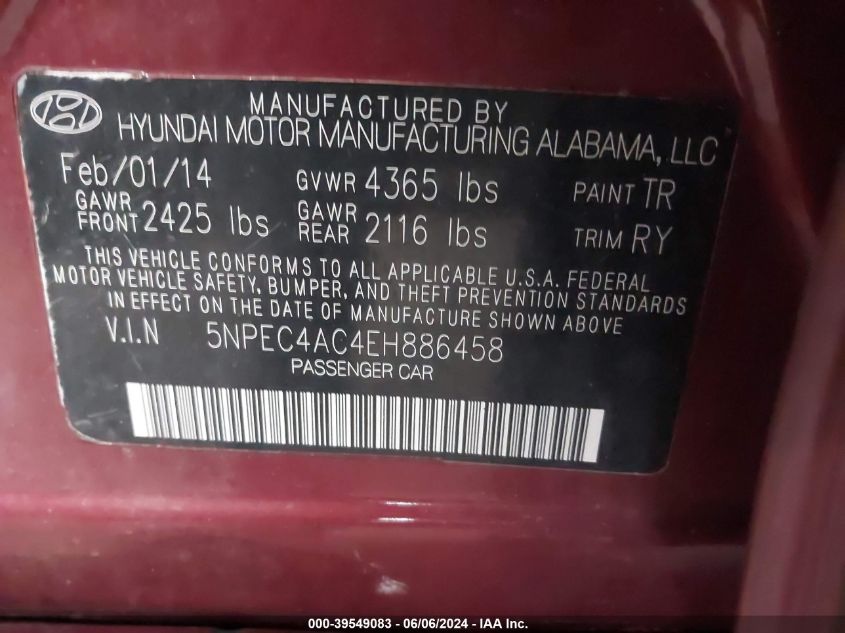 MANUFACTURED BY
HYUNDAI MOTOR MANUFACTURING ALABAMA, LLC
Feb/01/14 GVWR 4365 lbs PAINT TR
GAWR FRONT 2425 lbs GAWR REAR 2116 lbs TRIM RY
THIS VEHICLE CONFORMS TO ALL APPLICABLE U.S.A. FEDERAL
MOTOR VEHICLE SAFETY, BUMPER, AND THEFT PREVENTION STANDARDS
IN EFFECT ON THE DATE OF MANUFACTURE SHOWN ABOVE
V.I.N 5NPEC4AC4EH886458
PASSENGER CAR
000-39549083 - 06/06/2024 - IAA Inc.